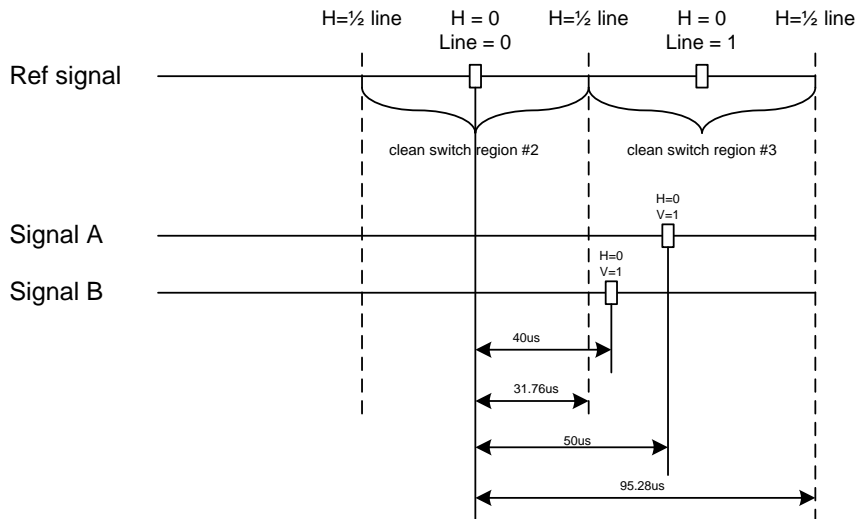 H=½ line
H = 0
Line = 0
H=½ line
H = 0
Line = 1
H=½ line
Ref signal
clean switch region #2
clean switch region #3
Signal A
H=0
V=1
Signal B
H=0
V=1
40us
31.76us
50us
95.28us